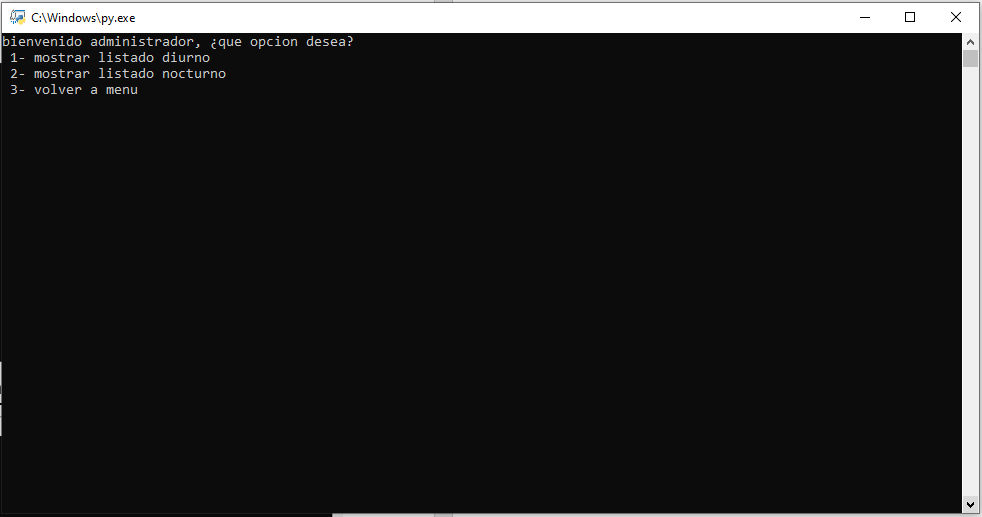 C:\Windows\py.exe
bienvenido administrador, ¿que opcion desea?
1- mostrar listado diurno
2- mostrar listado nocturno
3- volver a menu